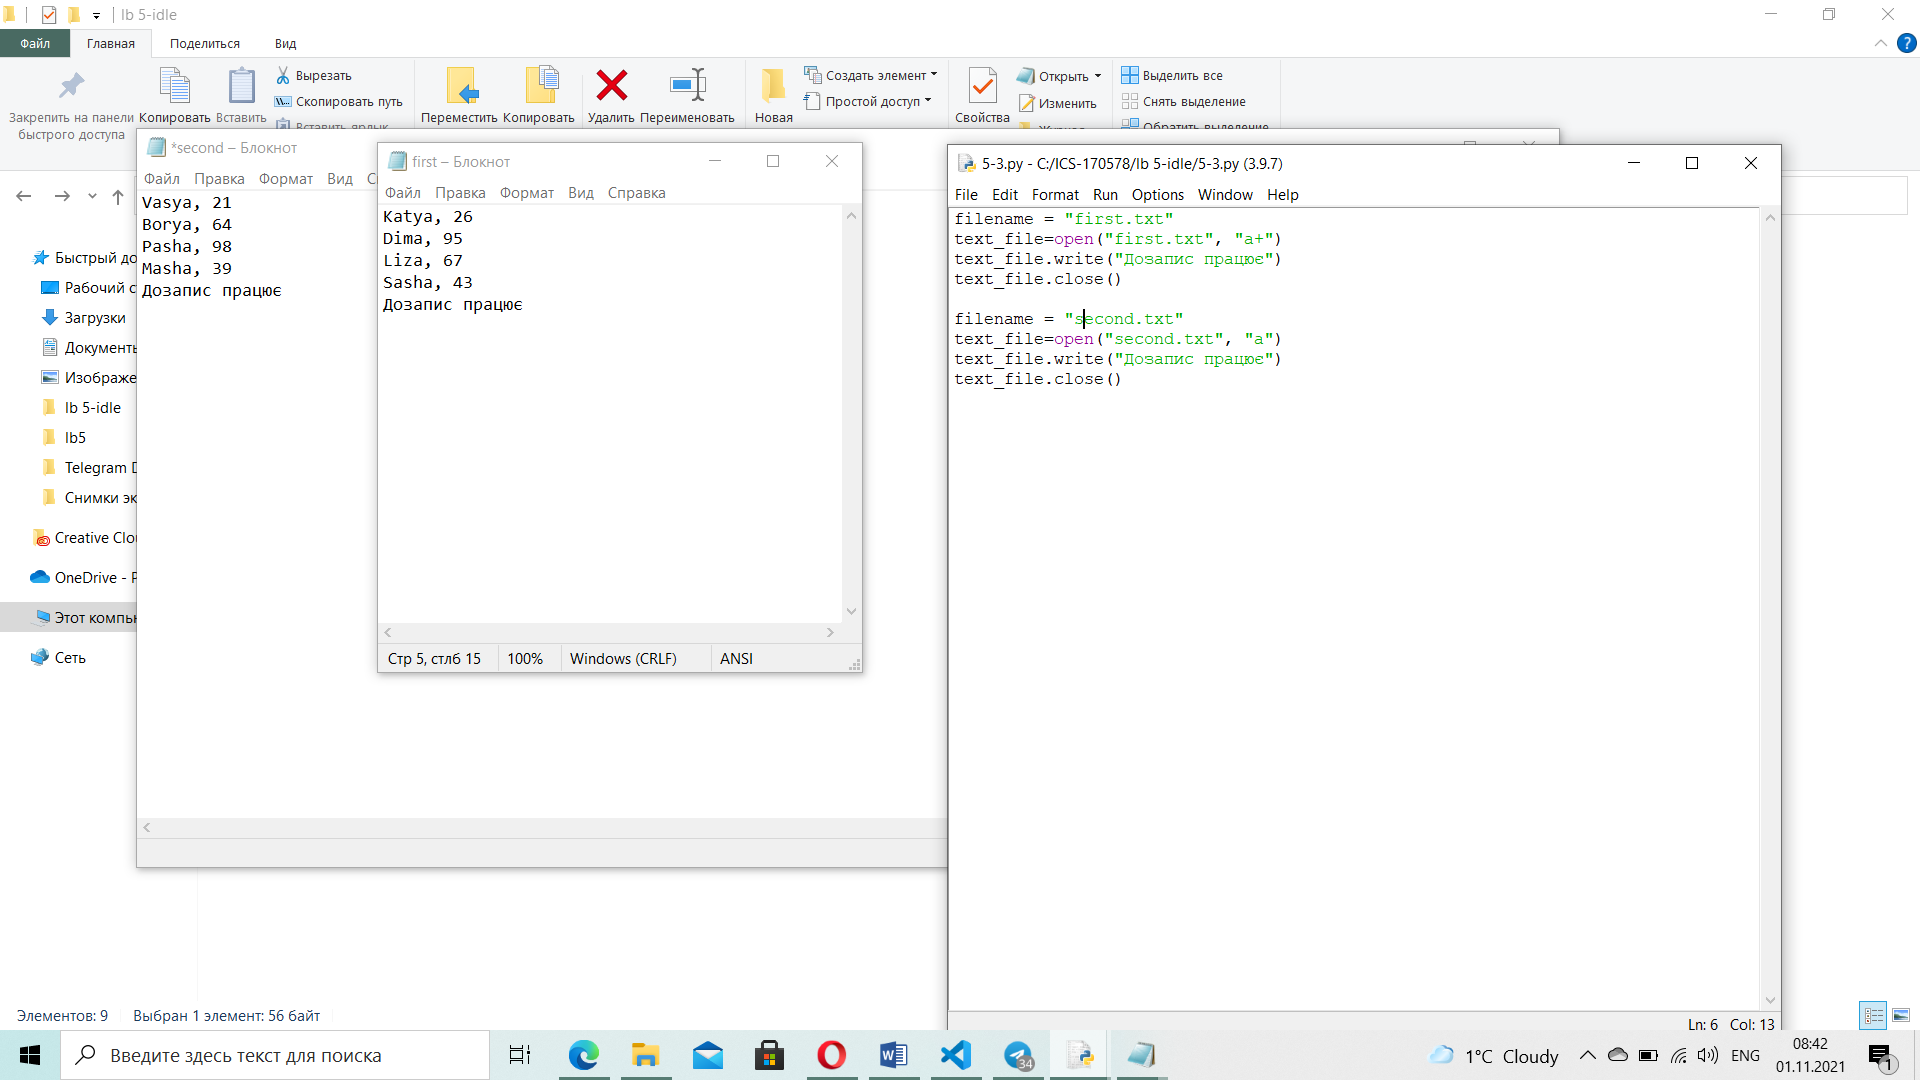 lb 5-idle
Файл
Главная
Поделиться
Вид
Закрепить на панели
быстрого доступа
Копировать
Вставить
Вырезать
Скопировать путь
Вставить ярлык
Переместить
Копировать
Удалить
Переименовать
Новая
Создать элемент
Простой доступ
Свойства
Открыть
Изменить
Журнал
Выделить все
Снять выделение
Обратить выделение
*second – Блокнот
Файл Правка Формат Вид С
Vasya, 21
Borya, 64
Pasha, 98
Masha, 39
Дозапис працює
first – Блокнот
Файл Правка Формат Вид Справка
Katya, 26
Dima, 95
Liza, 67
Sasha, 43
Дозапис працює
Стр 5, стлб 15
100%
Windows (CRLF)
ANSI
5-3.py - C:/ICS-170578/lb 5-idle/5-3.py (3.9.7)
File Edit Format Run Options Window Help
filename = "first.txt"
text_file=open("first.txt", "a+")
text_file.write("Дозапис працює")
text_file.close()
filename = "second.txt"
text_file=open("second.txt", "a")
text_file.write("Дозапис працює")
text_file.close()
Ln: 6 Col: 13
Быстрый до
Рабочий с
Загрузки
Документы
Изображе
lb 5-idle
lb5
Telegram D
Снимки эк
Creative Clou
OneDrive - P
Этот компью
Сеть
Элементов: 9
Выбран 1 элемент: 56 байт
Введите здесь текст для поиска
34
1°C Cloudy
ENG
08:42
01.11.2021
1